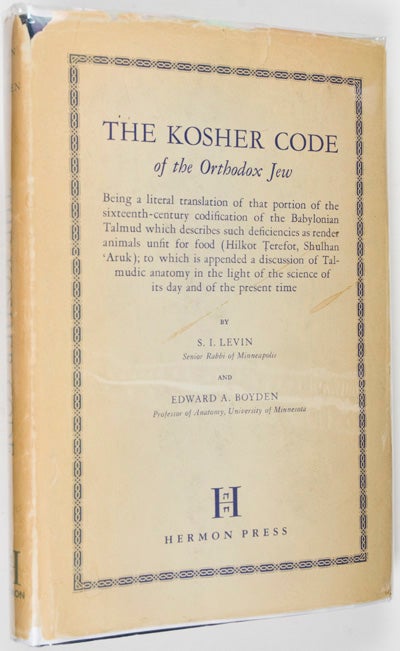 THE KOSHER CODE
of the Orthodox Jew
Being a literal translation of that portion of the
sixteenth-century codification of the Babylonian
Talmud which describes such deficiencies as render
animals unfit for food (Hilkot Ṭerefot, Shulhan
‘Aruk); to which is appended a discussion of Tal-
mudic anatomy in the light of the science of
its day and of the present time
BY
S. I. LEVIN
Senior Rabbi of Minneapolis
AND
EDWARD A. BOYDEN
Professor of Anatomy, University of Minnesota
H
HERMON PRESS